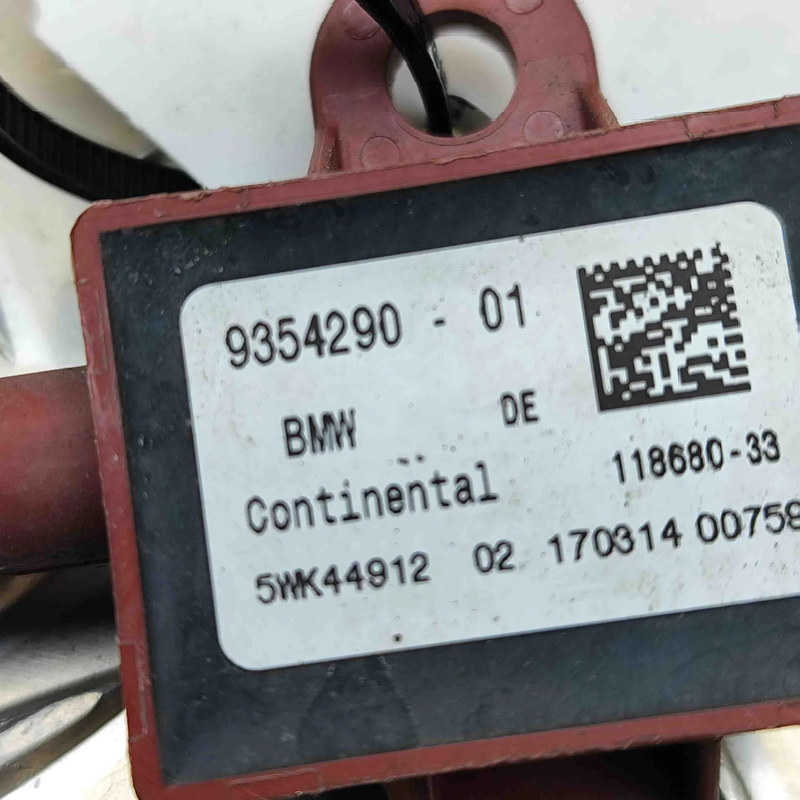 9354290 - 01
BMW DE
Continental 118680-33
5WK44912 02 170314 00758